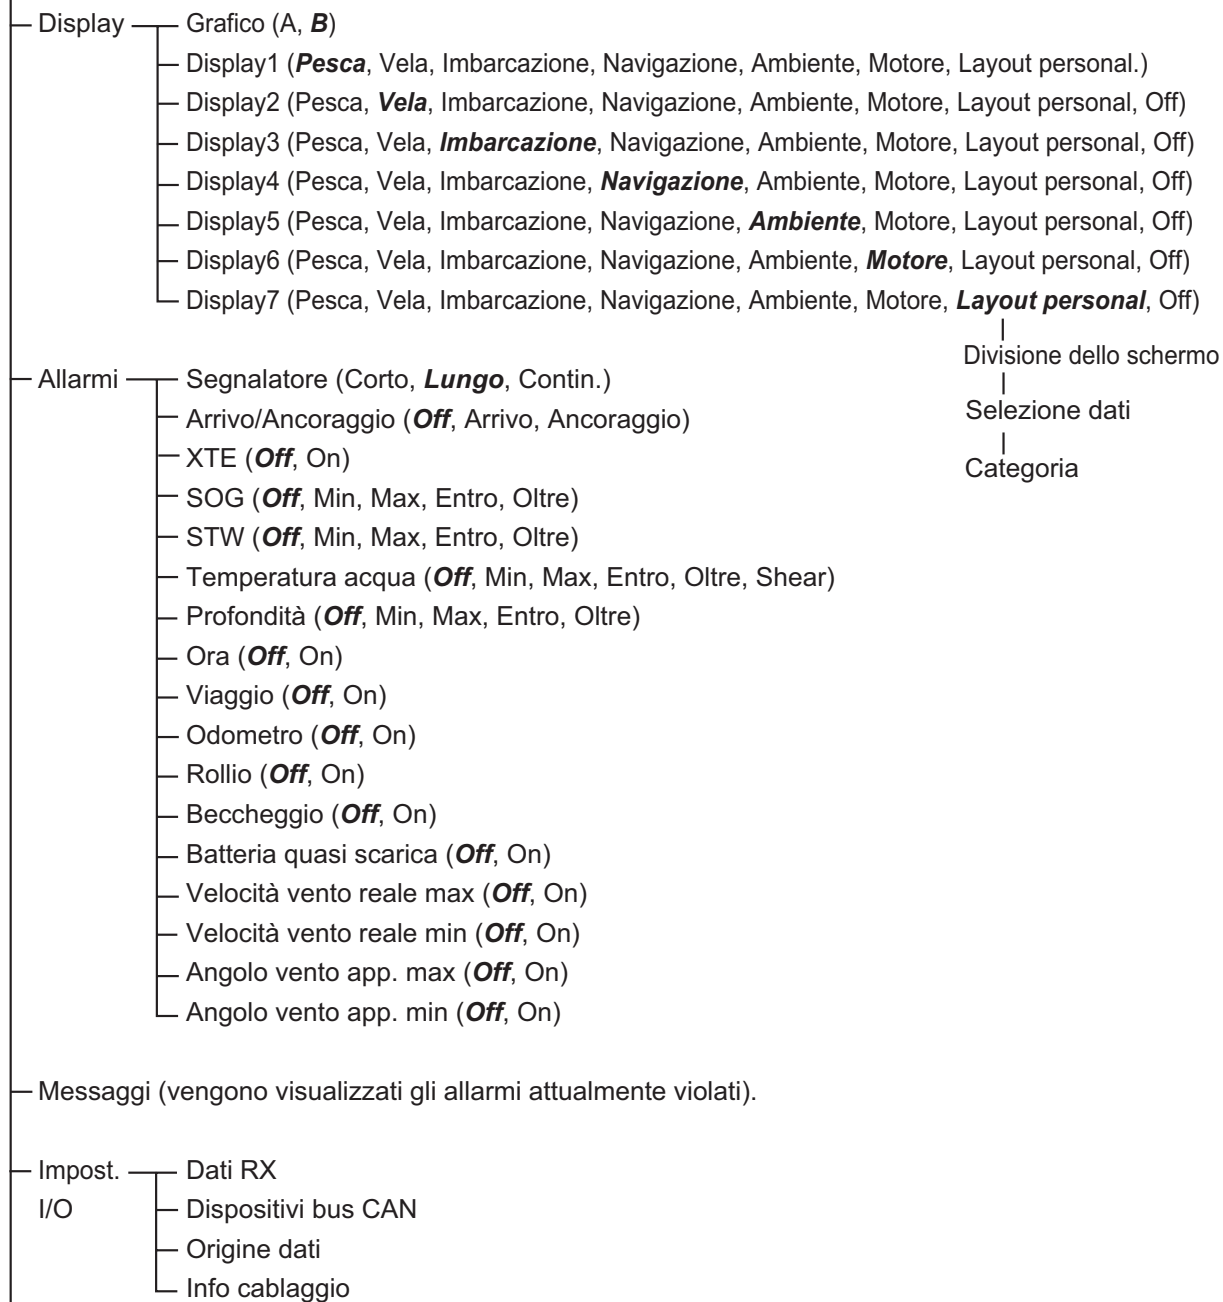 Display
Grafico (A, B)
Display1 (Pesca, Vela, Imbarcazione, Navigazione, Ambiente, Motore, Layout personal.)
Display2 (Pesca, Vela, Imbarcazione, Navigazione, Ambiente, Motore, Layout personal, Off)
Display3 (Pesca, Vela, Imbarcazione, Navigazione, Ambiente, Motore, Layout personal, Off)
Display4 (Pesca, Vela, Imbarcazione, Navigazione, Ambiente, Motore, Layout personal, Off)
Display5 (Pesca, Vela, Imbarcazione, Navigazione, Ambiente, Motore, Layout personal, Off)
Display6 (Pesca, Vela, Imbarcazione, Navigazione, Ambiente, Motore, Layout personal, Off)
Display7 (Pesca, Vela, Imbarcazione, Navigazione, Ambiente, Motore, Layout personal, Off)
Divisione dello schermo
Selezione dati
Categoria
Allarmi
Segnalatore (Corto, Lungo, Contin.)
Arrivo/Ancoraggio (Off, Arrivo, Ancoraggio)
XTE (Off, On)
SOG (Off, Min, Max, Entro, Oltre)
STW (Off, Min, Max, Entro, Oltre)
Temperatura acqua (Off, Min, Max, Entro, Oltre, Shear)
Profondità (Off, Min, Max, Entro, Oltre)
Ora (Off, On)
Viaggio (Off, On)
Odometro (Off, On)
Rollio (Off, On)
Beccheggio (Off, On)
Batteria quasi scarica (Off, On)
Velocità vento reale max (Off, On)
Velocità vento reale min (Off, On)
Angolo vento app. max (Off, On)
Angolo vento app. min (Off, On)
Messaggi (vengono visualizzati gli allarmi attualmente violati).
Impost.
I/O
Dati RX
Dispositivi bus CAN
Origine dati
Info cablaggio